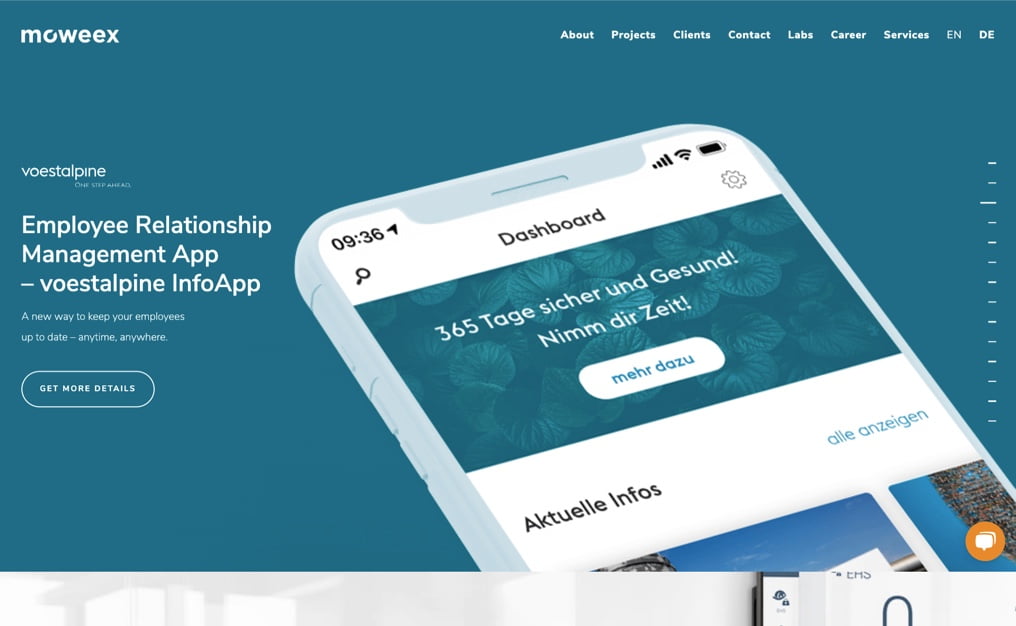 moweex
About Projects Clients Contact Labs Career Services EN DE
voestalpine
ONE STEP AHEAD.
Employee Relationship
Management App
– voestalpine InfoApp
A new way to keep your employees
up to date – anytime, anywhere.
GET MORE DETAILS
09:36
Dashboard
365 Tage sicher und Gesund!
Nimm dir Zeit!
mehr dazu
alle anzeigen
Aktuelle Infos
EHS